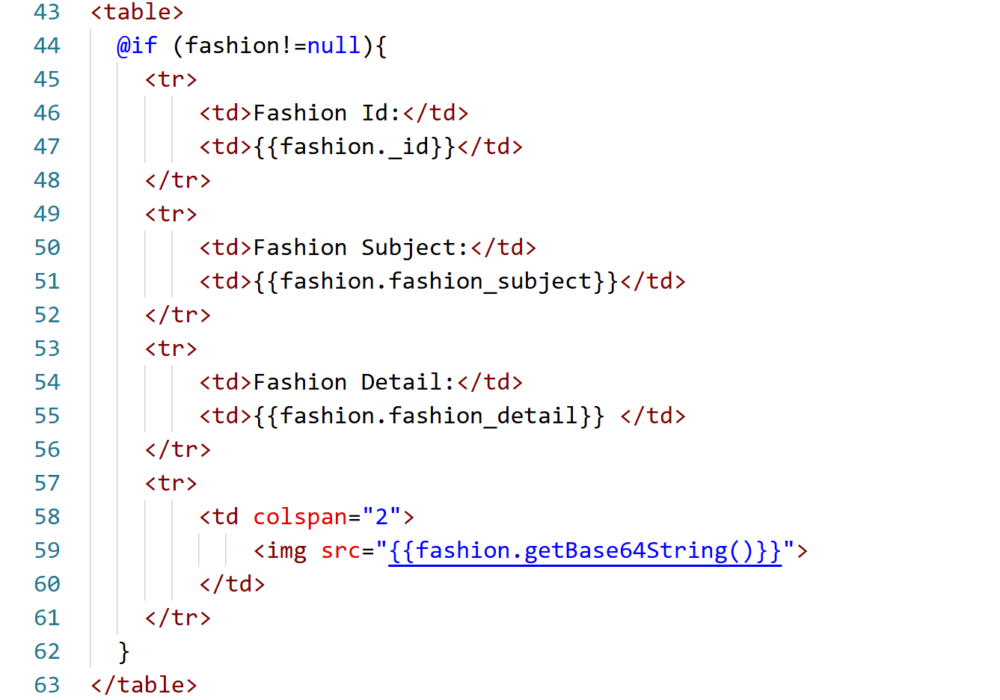 43 <table>
44 @if (fashion!=null){
45 <tr>
46 <td>Fashion Id:</td>
47 <td>{{fashion._id}}</td>
48 </tr>
49 <tr>
50 <td>Fashion Subject:</td>
51 <td>{{fashion.fashion_subject}}</td>
52 </tr>
53 <tr>
54 <td>Fashion Detail:</td>
55 <td>{{fashion.fashion_detail}} </td>
56 </tr>
57 <tr>
58 <td colspan="2">
59 <img src="{{fashion.getBase64String()}}">
60 </td>
61 </tr>
62 }
63 </table>